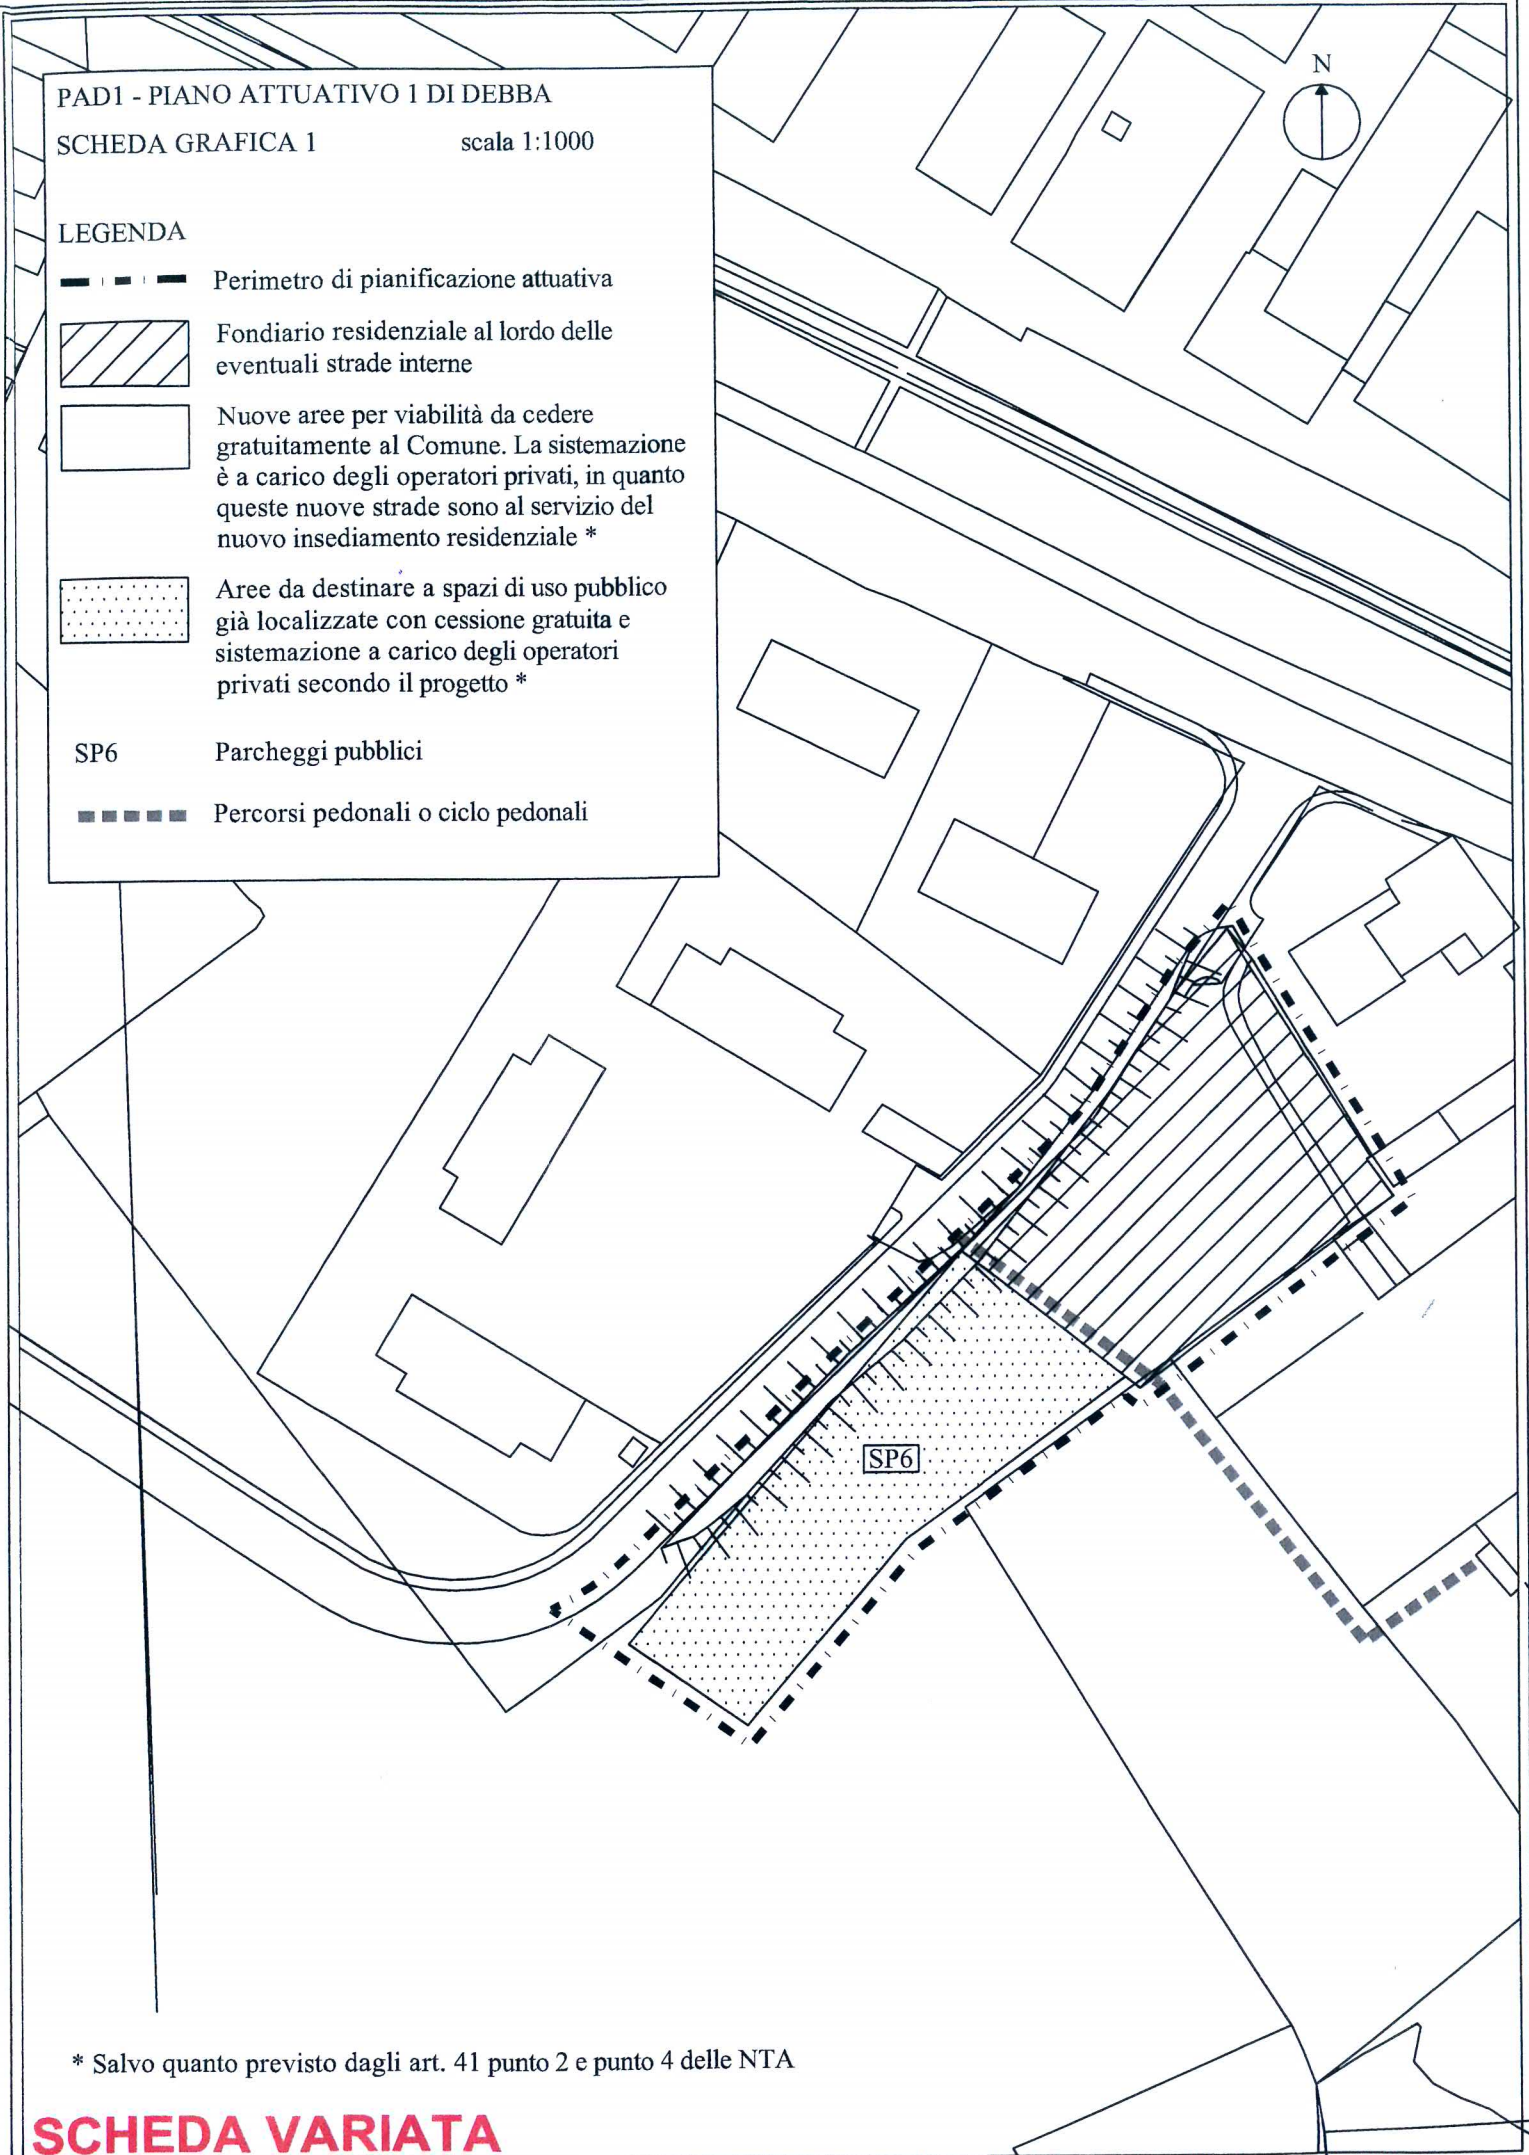 PAD1 - PIANO ATTUATIVO 1 DI DEBBA
SCHEDA GRAFICA 1 scala 1:1000
N
LEGENDA
Perimetro di pianificazione attuativa
Fondiario residenziale al lordo delle
eventuali strade interne
Nuove aree per viabilità da cedere
gratuitamente al Comune. La sistemazione
è a carico degli operatori privati, in quanto
queste nuove strade sono al servizio del
nuovo insediamento residenziale *
Aree da destinare a spazi di uso pubblico
già localizzate con cessione gratuita e
sistemazione a carico degli operatori
privati secondo il progetto *
SP6 Parcheggi pubblici
Percorsi pedonali o ciclo pedonali
SP6
* Salvo quanto previsto dagli art. 41 punto 2 e punto 4 delle NTA
SCHEDA VARIATA